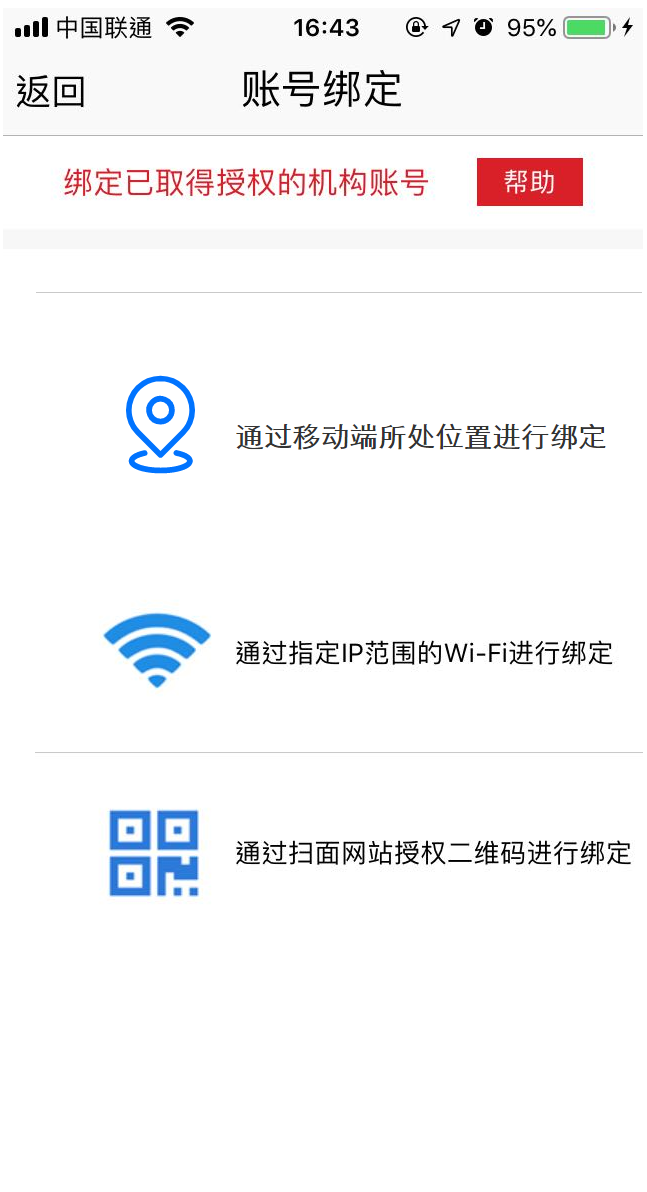 中国联通 16:43 95%
返回 账号绑定
绑定已取得授权的机构账号 帮助
通过移动端所处位置进行绑定
通过指定IP范围的Wi-Fi进行绑定
通过扫面网站授权二维码进行绑定